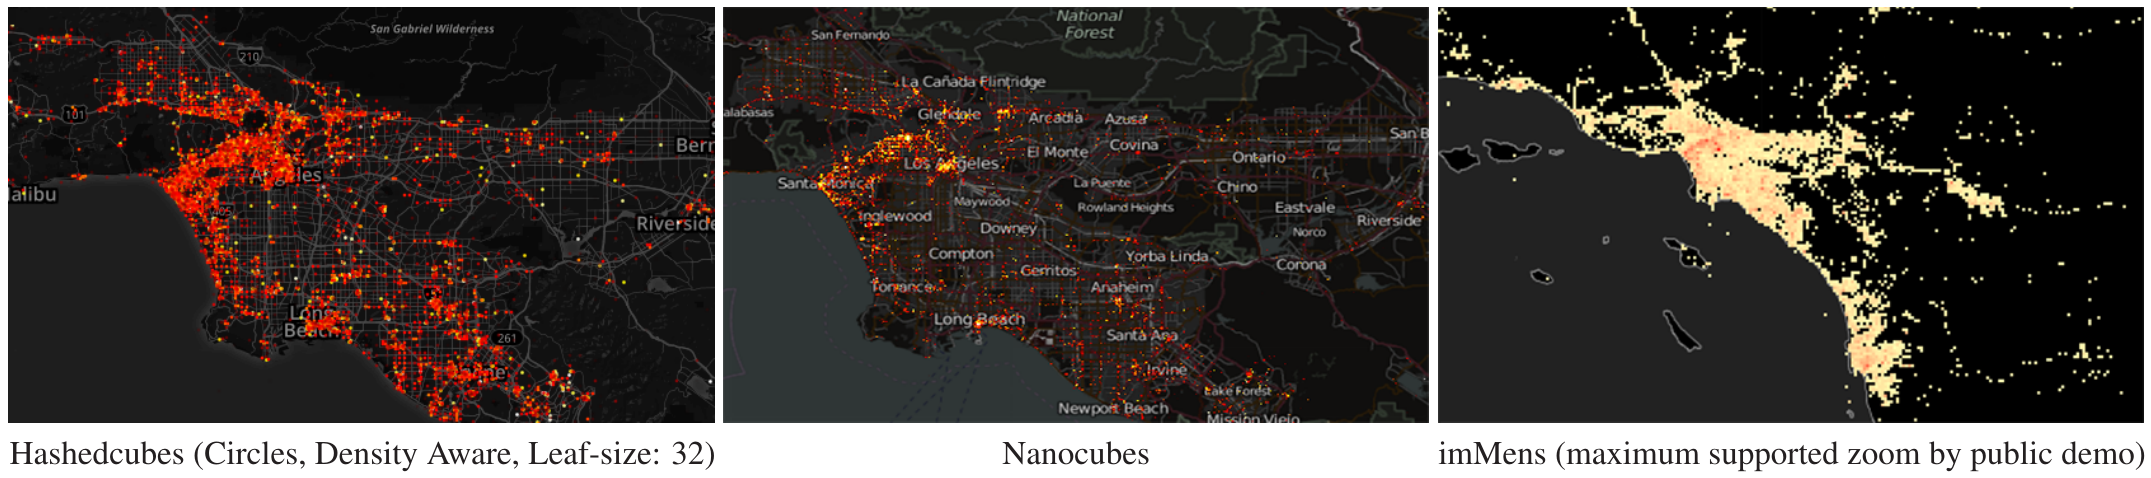 San Gabriel Wilderness
210
101
S
Bern
Angeles
alibu
405
Riverside
Long
Beach
261
Irvine
National
Forest
San Fernando
La Cañada Flintridge
alabasas
Glendale
Arcadia
Azusa
San B
El Monte
Covina
Los Angeles
Ontario
Santa Monica
La Puente
Chino
Maywood
Rowland Heights
Inglewood
Eastvale
Riverside
Downey
Norco
Compton
Yorba Linda
Cerritos
Corona
Torrance
Anaheim
Long Beach
Santa Ana
Irvine
Lake Forest
Newport Beach
Mission Viejo
Hashedcubes (Circles, Density Aware, Leaf-size: 32)
Nanocubes
imMens (maximum supported zoom by public demo)